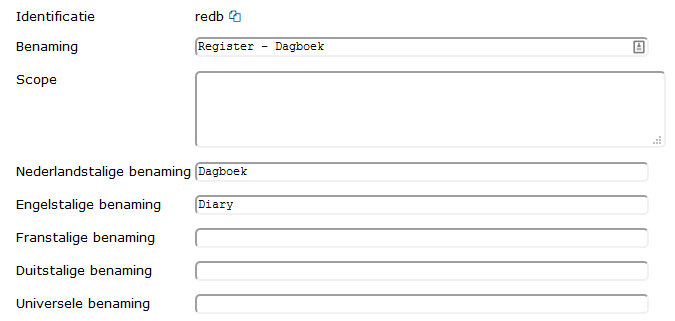 Identificatie redb
Benaming Register - Dagboek
Scope
Nederlandstalige benaming Dagboek
Engelstalige benaming Diary
Franstalige benaming
Duitstalige benaming
Universele benaming